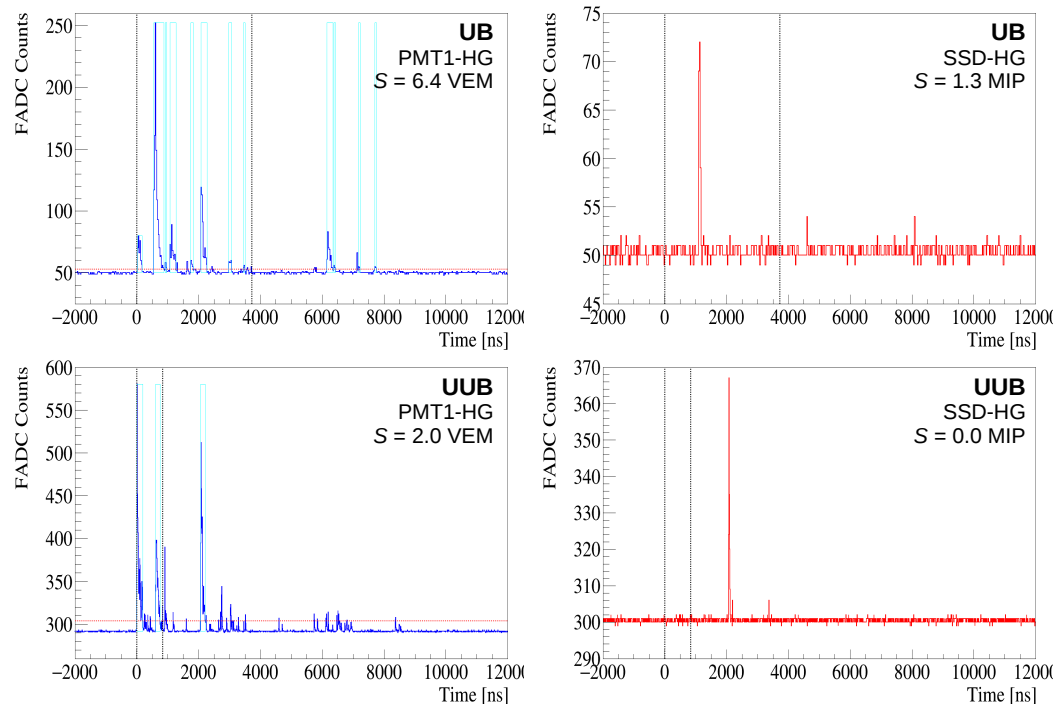 UB
PMT1-HG
S = 6.4 VEM
FADC Counts
250
200
150
100
50
−2000 0 2000 4000 6000 8000 10000 12000
Time [ns]
UB
SSD-HG
S = 1.3 MIP
FADC Counts
75
70
65
60
55
50
45
−2000 0 2000 4000 6000 8000 10000 1200
Time [ns]
UUB
PMT1-HG
S = 2.0 VEM
FADC Counts
600
550
500
450
400
350
300
−2000 0 2000 4000 6000 8000 10000 12000
Time [ns]
UUB
SSD-HG
S = 0.0 MIP
FADC Counts
370
360
350
340
330
320
310
300
290
−2000 0 2000 4000 6000 8000 10000 1200
Time [ns]